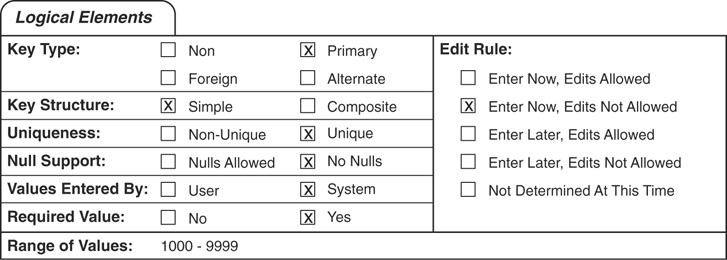 Logical Elements
Key Type: Non X Primary
Foreign Alternate
Key Structure: X Simple Composite
Uniqueness: Non-Unique X Unique
Null Support: Nulls Allowed X No Nulls
Values Entered By: User X System
Required Value: No X Yes
Edit Rule:
Enter Now, Edits Allowed
X Enter Now, Edits Not Allowed
Enter Later, Edits Allowed
Enter Later, Edits Not Allowed
Not Determined At This Time
Range of Values: 1000 - 9999